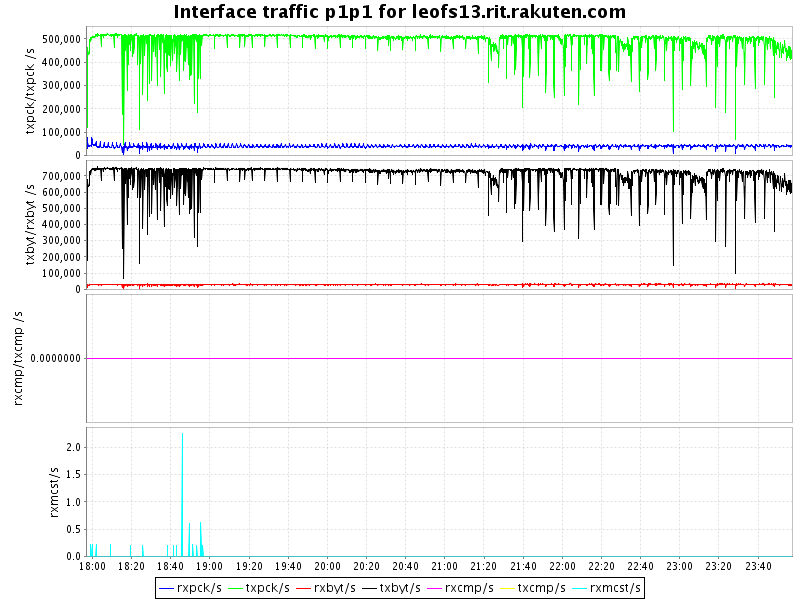 Interface traffic p1p1 for leofs13.rit.rakuten.com
txpck/txpck /s
500,000
400,000
300,000
200,000
100,000
0
txbyt/rxbyt /s
700,000
600,000
500,000
400,000
300,000
200,000
100,000
0
rxcmp/txcmp /s
0.0000000
rxmcst/s
2.0
1.5
1.0
0.5
0.0
18:00 18:20 18:40 19:00 19:20 19:40 20:00 20:20 20:40 21:00 21:20 21:40 22:00 22:20 22:40 23:00 23:20 23:40
rxpck/s txpck/s rxbyt/s txbyt/s rxcmp/s txcmp/s rxmcst/s